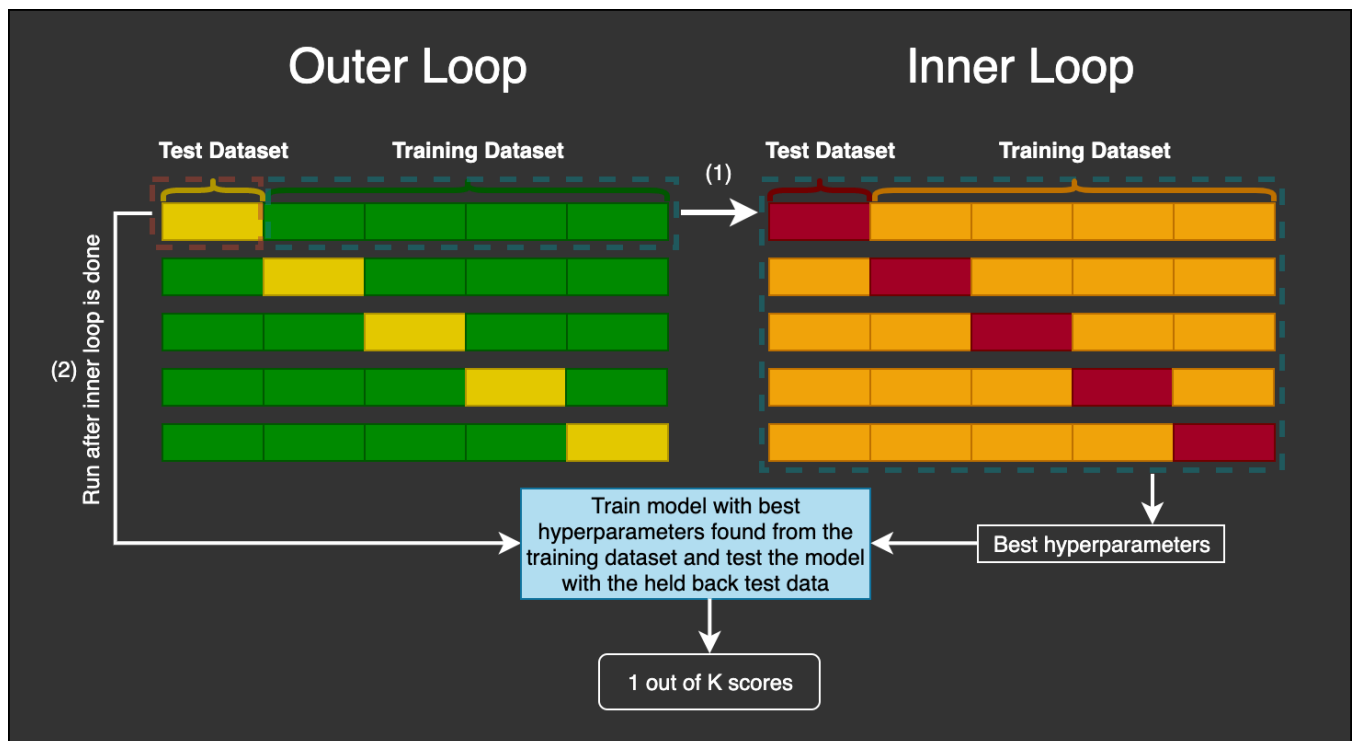 Outer Loop
Inner Loop
Test Dataset
Training Dataset
(1)
Test Dataset
Training Dataset
(2)
Run after inner loop is done
Train model with best
hyperparameters found from the
training dataset and test the model
with the held back test data
Best hyperparameters
1 out of K scores